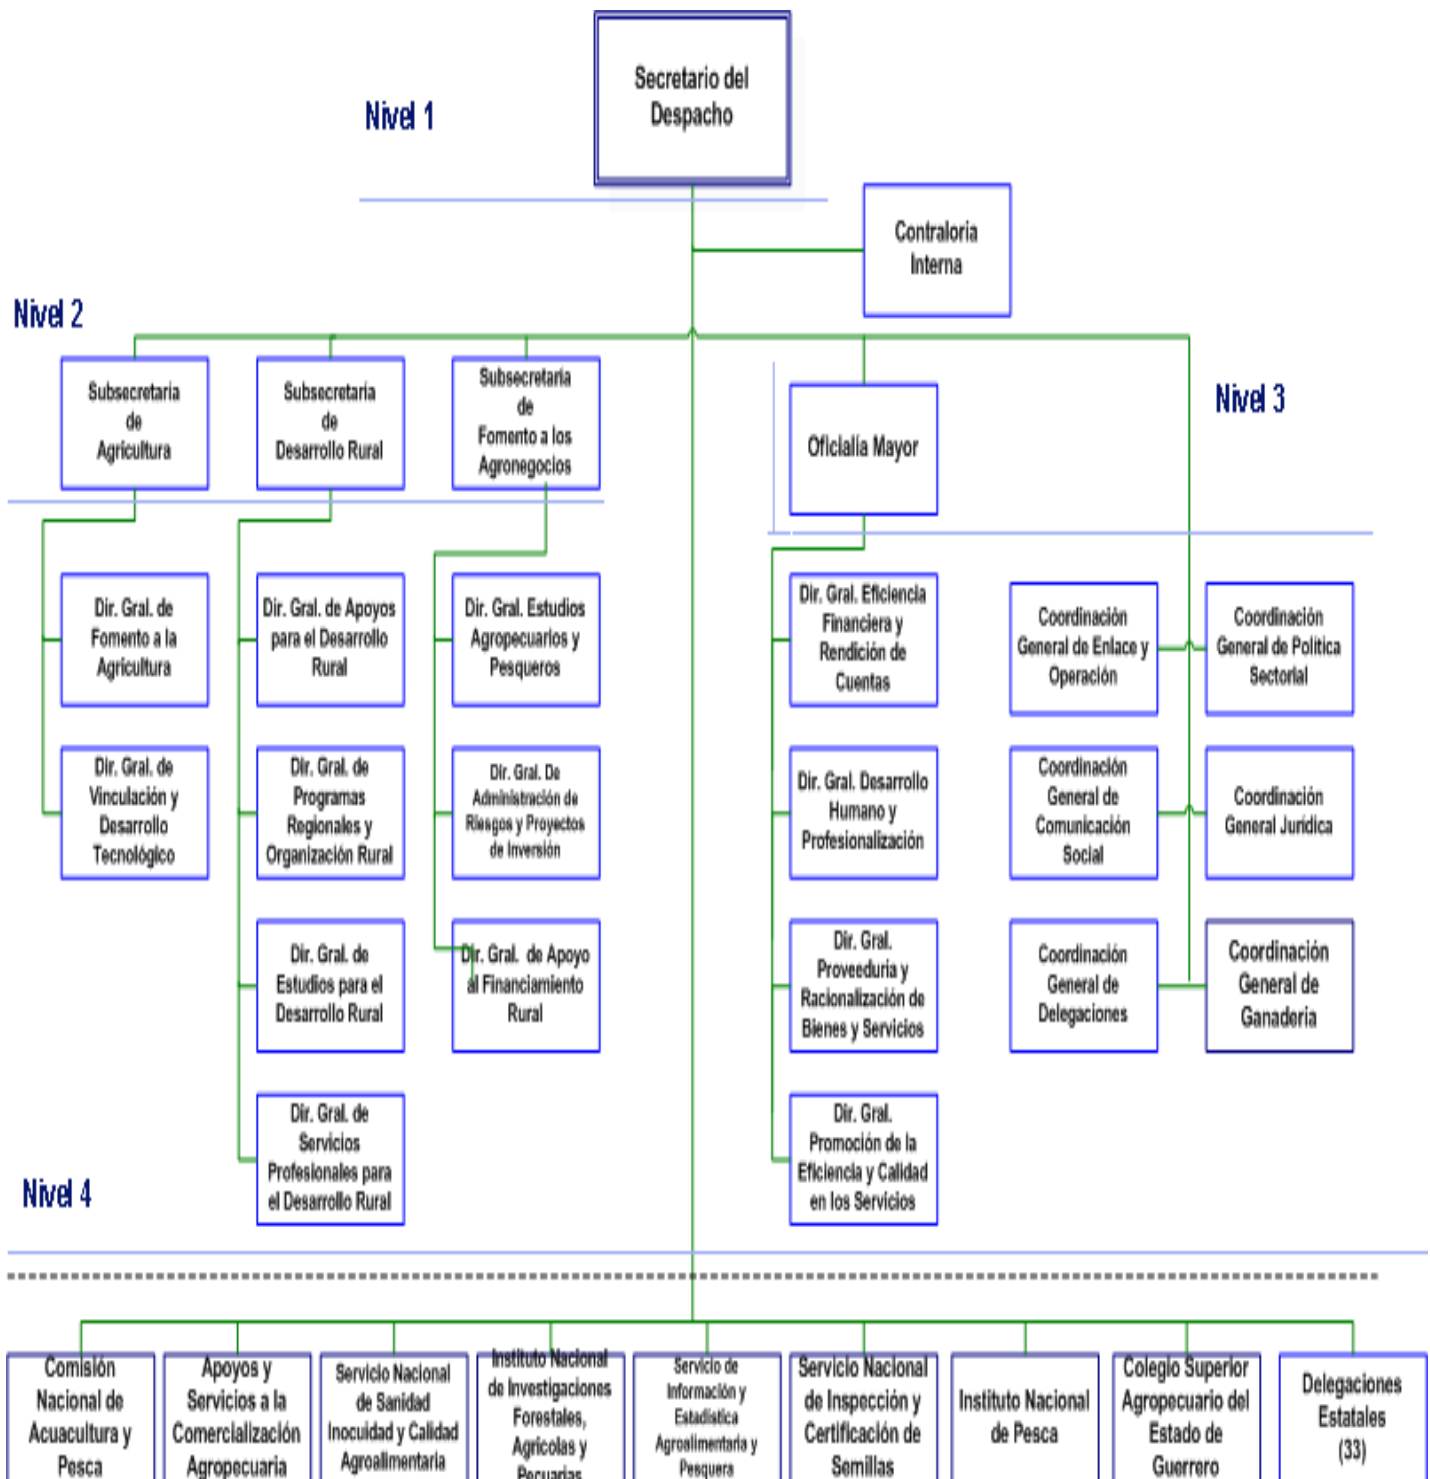 Secretario del
Despacho
Nivel 1
Contraloría
Interna
Nivel 2
Subsecretaría
de
Agricultura
Subsecretaría
de
Desarrollo Rural
Subsecretaría
de
Fomento a los
Agronegocios
Oficialía Mayor
Nivel 3
Dir. Gral. de
Fomento a la
Agricultura
Dir. Gral. de Apoyos
para el Desarrollo
Rural
Dir. Gral. Estudios
Agropecuarios y
Pesqueros
Dir. Gral. Eficiencia
Financiera y
Rendición de
Cuentas
Coordinación
General de Enlace y
Operación
Coordinación
General de Política
Sectorial
Dir. Gral. de
Vinculación y
Desarrollo
Tecnológico
Dir. Gral. de
Programas
Regionales y
Organización Rural
Dir. Gral. De
Administración de
Riesgos y Proyectos
de Inversión
Dir. Gral. Desarrollo
Humano y
Profesionalización
Coordinación
General de
Comunicación
Social
Coordinación
General Jurídica
Dir. Gral. de
Estudios para el
Desarrollo Rural
Dir. Gral. de Apoyo
al Financiamiento
Rural
Dir. Gral.
Proveeduría y
Racionalización de
Bienes y Servicios
Coordinación
General de
Delegaciones
Coordinación
General de
Ganadería
Dir. Gral. de
Servicios
Profesionales para
el Desarrollo Rural
Dir. Gral.
Promoción de la
Eficiencia y Calidad
en los Servicios
Nivel 4
Comisión
Nacional de
Acuacultura y
Pesca
Apoyos y
Servicios a la
Comercialización
Agropecuaria
Servicio Nacional
de Sanidad
Inocuidad y Calidad
Agroalimentaria
Instituto Nacional
de Investigaciones
Forestales,
Agrícolas y
Pecuarias
Servicio de
Información y
Estadística
Agroalimentaria y
Pesquera
Servicio Nacional
de Inspección y
Certificación de
Semillas
Instituto Nacional
de Pesca
Colegio Superior
Agropecuario del
Estado de
Guerrero
Delegaciones
Estatales
(33)